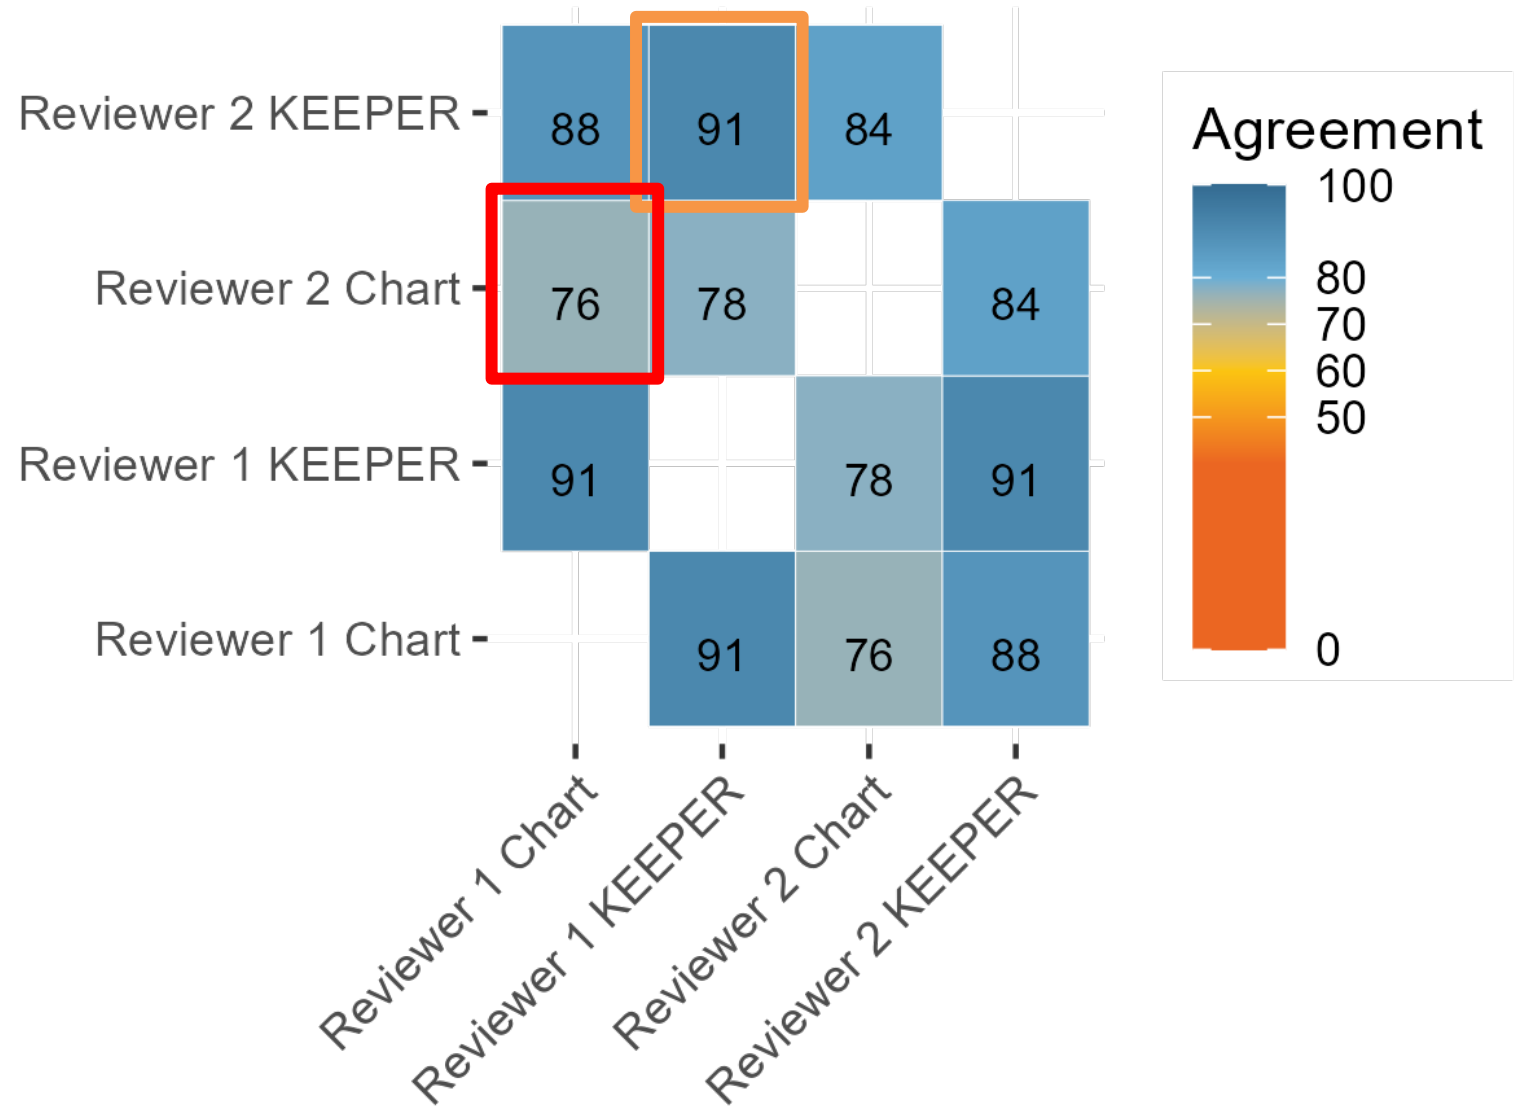 Reviewer 2 KEEPER
88 91 84
Reviewer 2 Chart
76 78 84
Reviewer 1 KEEPER
91 78 91
Reviewer 1 Chart
91 76 88
Reviewer 1 Chart
Reviewer 1 KEEPER
Reviewer 2 Chart
Reviewer 2 KEEPER
Agreement
100
80
70
60
50
0